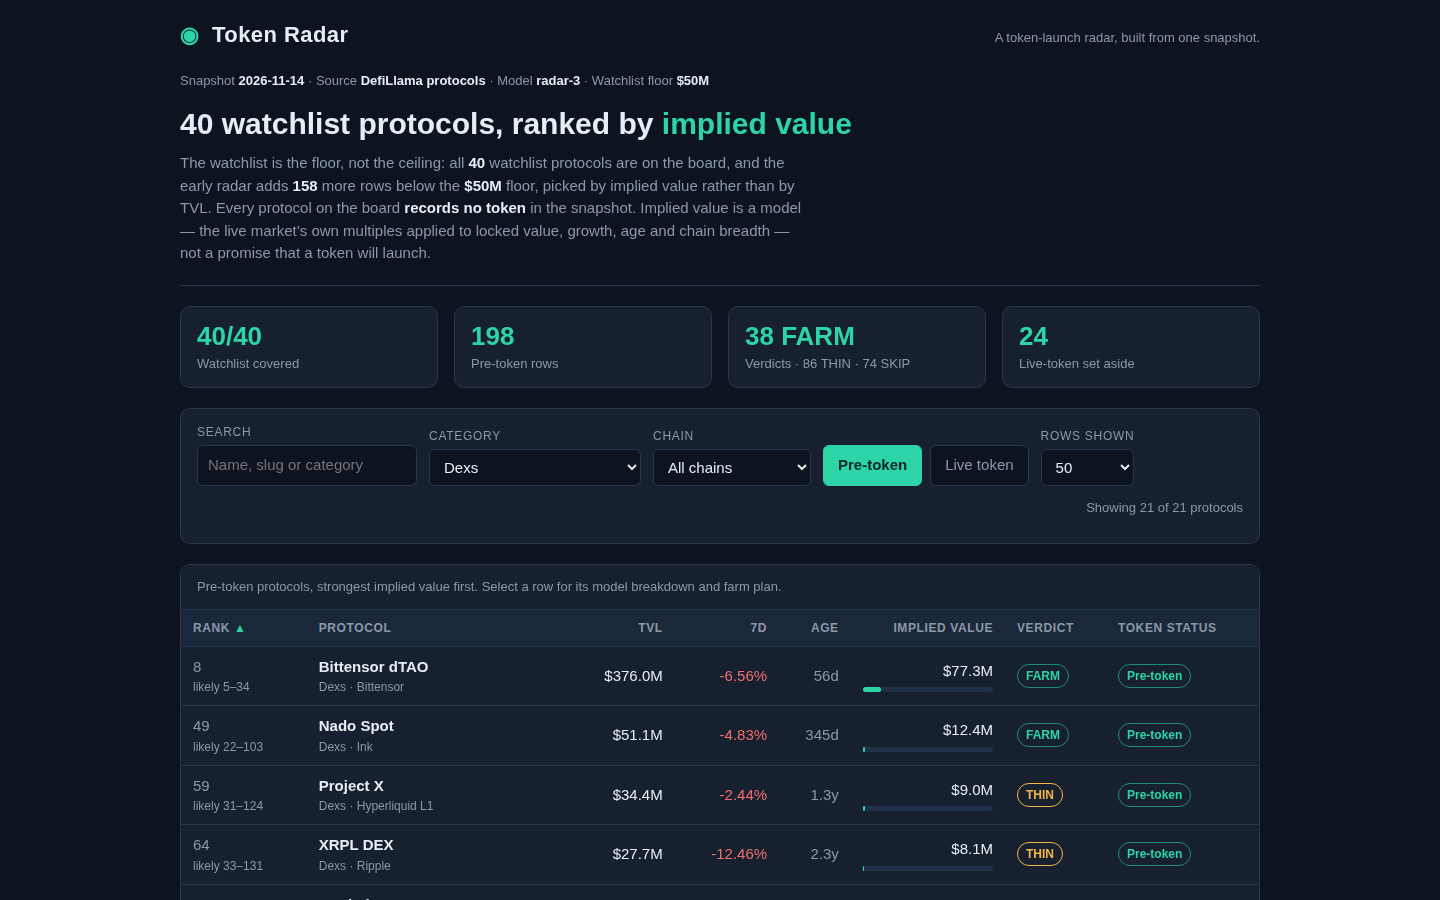 ◉ Token Radar
A token-launch radar, built from one snapshot.
Snapshot 2026-11-14 · Source DefiLlama protocols · Model radar-3 · Watchlist floor $50M
40 watchlist protocols, ranked by implied value
The watchlist is the floor, not the ceiling: all 40 watchlist protocols are on the board, and the
early radar adds 158 more rows below the $50M floor, picked by implied value rather than by
TVL. Every protocol on the board records no token in the snapshot. Implied value is a model
— the live market's own multiples applied to locked value, growth, age and chain breadth —
not a promise that a token will launch.
40/40
Watchlist covered
198
Pre-token rows
38 FARM
Verdicts · 86 THIN · 74 SKIP
24
Live-token set aside
SEARCH
Name, slug or category
CATEGORY
Dexs
CHAIN
All chains
Pre-token
Live token
ROWS SHOWN
50
Showing 21 of 21 protocols
Pre-token protocols, strongest implied value first. Select a row for its model breakdown and farm plan.
RANK ▲ PROTOCOL TVL 7D AGE IMPLIED VALUE VERDICT TOKEN STATUS
8 Bittensor dTAO $376.0M -6.56% 56d $77.3M FARM Pre-token
likely 5–34 Dexs · Bittensor
49 Nado Spot $51.1M -4.83% 345d $12.4M FARM Pre-token
likely 22–103 Dexs · Ink
59 Project X $34.4M -2.44% 1.3y $9.0M THIN Pre-token
likely 31–124 Dexs · Hyperliquid L1
64 XRPL DEX $27.7M -12.46% 2.3y $8.1M THIN Pre-token
likely 33–131 Dexs · Ripple